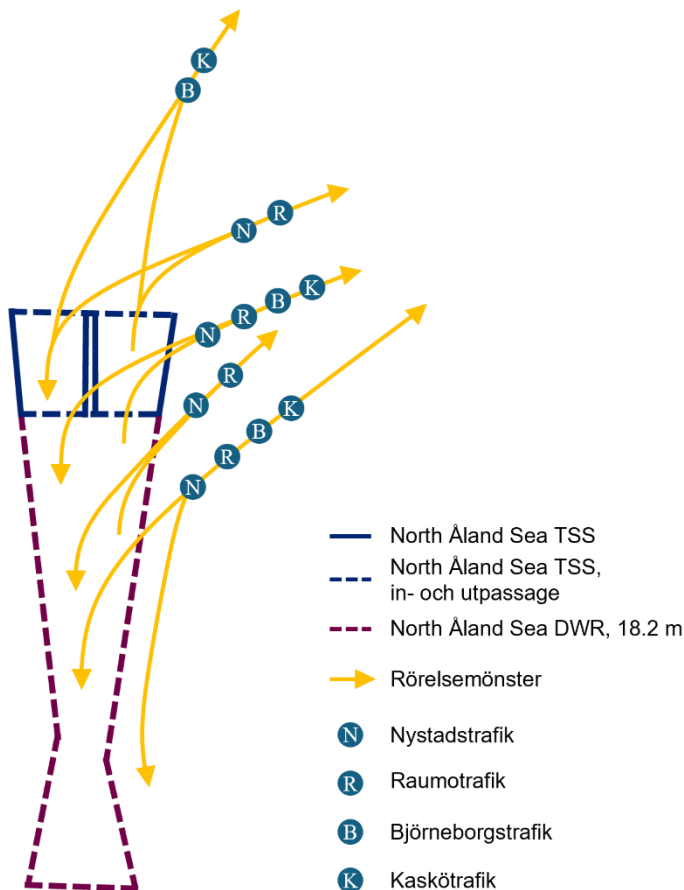 K
B
N R
N R B K
N R
N R B K
North Åland Sea TSS
North Åland Sea TSS,
in- och utpassage
North Åland Sea DWR, 18.2 m
Rörelsemönster
N Nystadstrafik
R Raumotrafik
B Björneborgstrafik
K Kaskötrafik